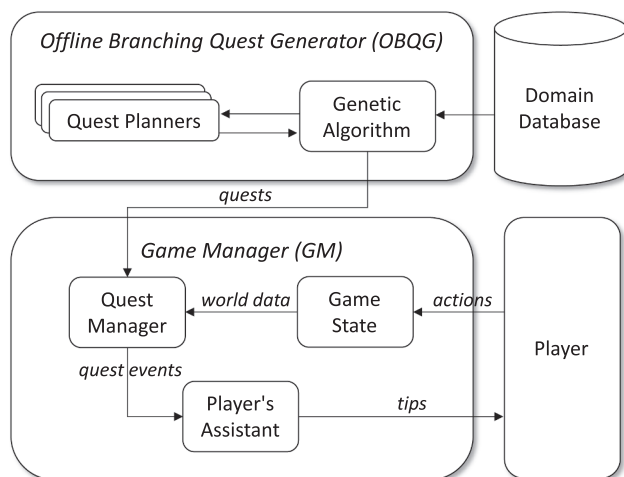 Offline Branching Quest Generator (OBQG)
Quest Planners
Genetic
Algorithm
Domain
Database
quests
Game Manager (GM)
Quest
Manager
world data
Game
State
actions
Player
quest events
Player's
Assistant
tips